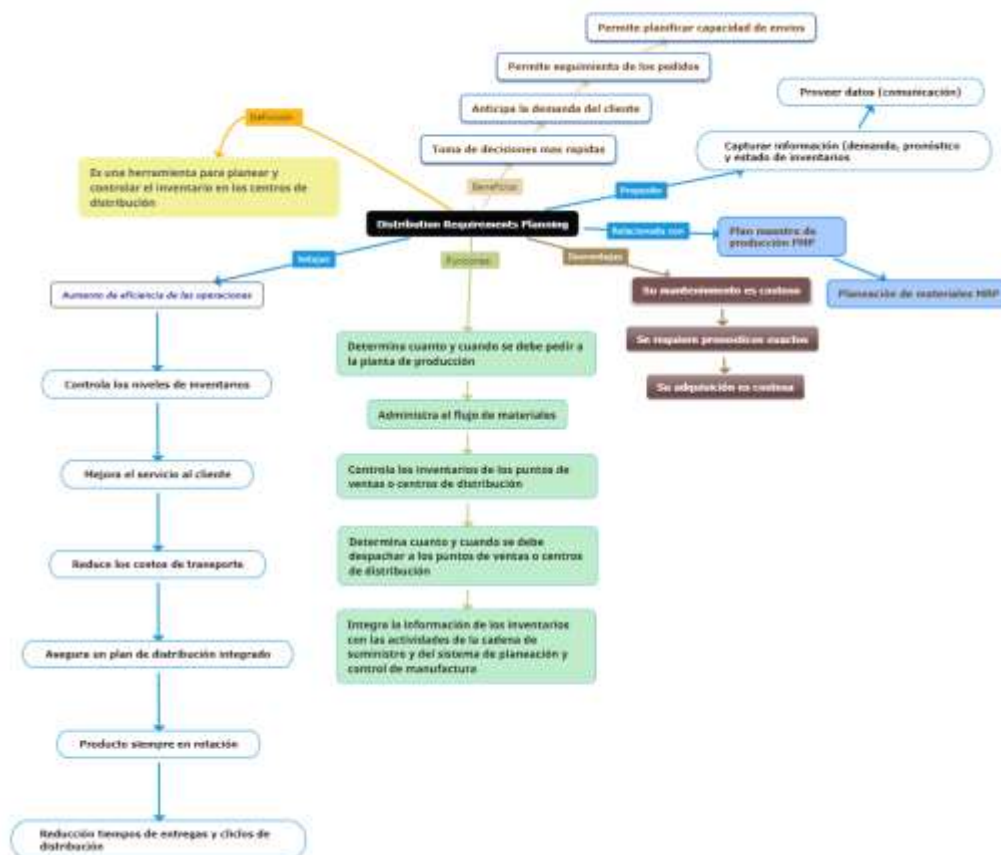 Permite planificar capacidad de envios
Permite seguimiento de los pedidos
Anticipa la demanda del cliente
Toma de decisiones mas rapidas
Beneficios
Definición
Es una herramienta para planear y
controlar el inventario en los centros de
distribución
Proveer datos (comunicación)
Capturar información (demanda, pronóstico
y estado de inventarios
Proposito
Distribution Requirements Planning
Relacionada con
Plan maestro de
producción PMP
Planeación de materiales MRP
Ventajas
Aumento de eficiencia de las operaciones
Controla los niveles de inventarios
Mejora el servicio al cliente
Reduce los costos de transporte
Asegura un plan de distribución integrado
Producto siempre en rotación
Reducción tiempos de entregas y
distribución
Funciones
Determina cuanto y cuando se debe pedir a
la planta de producción
Administra el flujo de materiales
Controla los inventarios de los puntos de
ventas o centros de distribución
Determina cuanto y cuando se debe
despachar a los puntos de ventas o centros
de distribución
Integra la información de los inventarios
con las actividades de la cadena de
suministro y del sistema de planeación y
control de manufactura
Desventajas
Su mantenimiento es costoso
Se requiere pronosticos exactos
Su adquisición es costosa